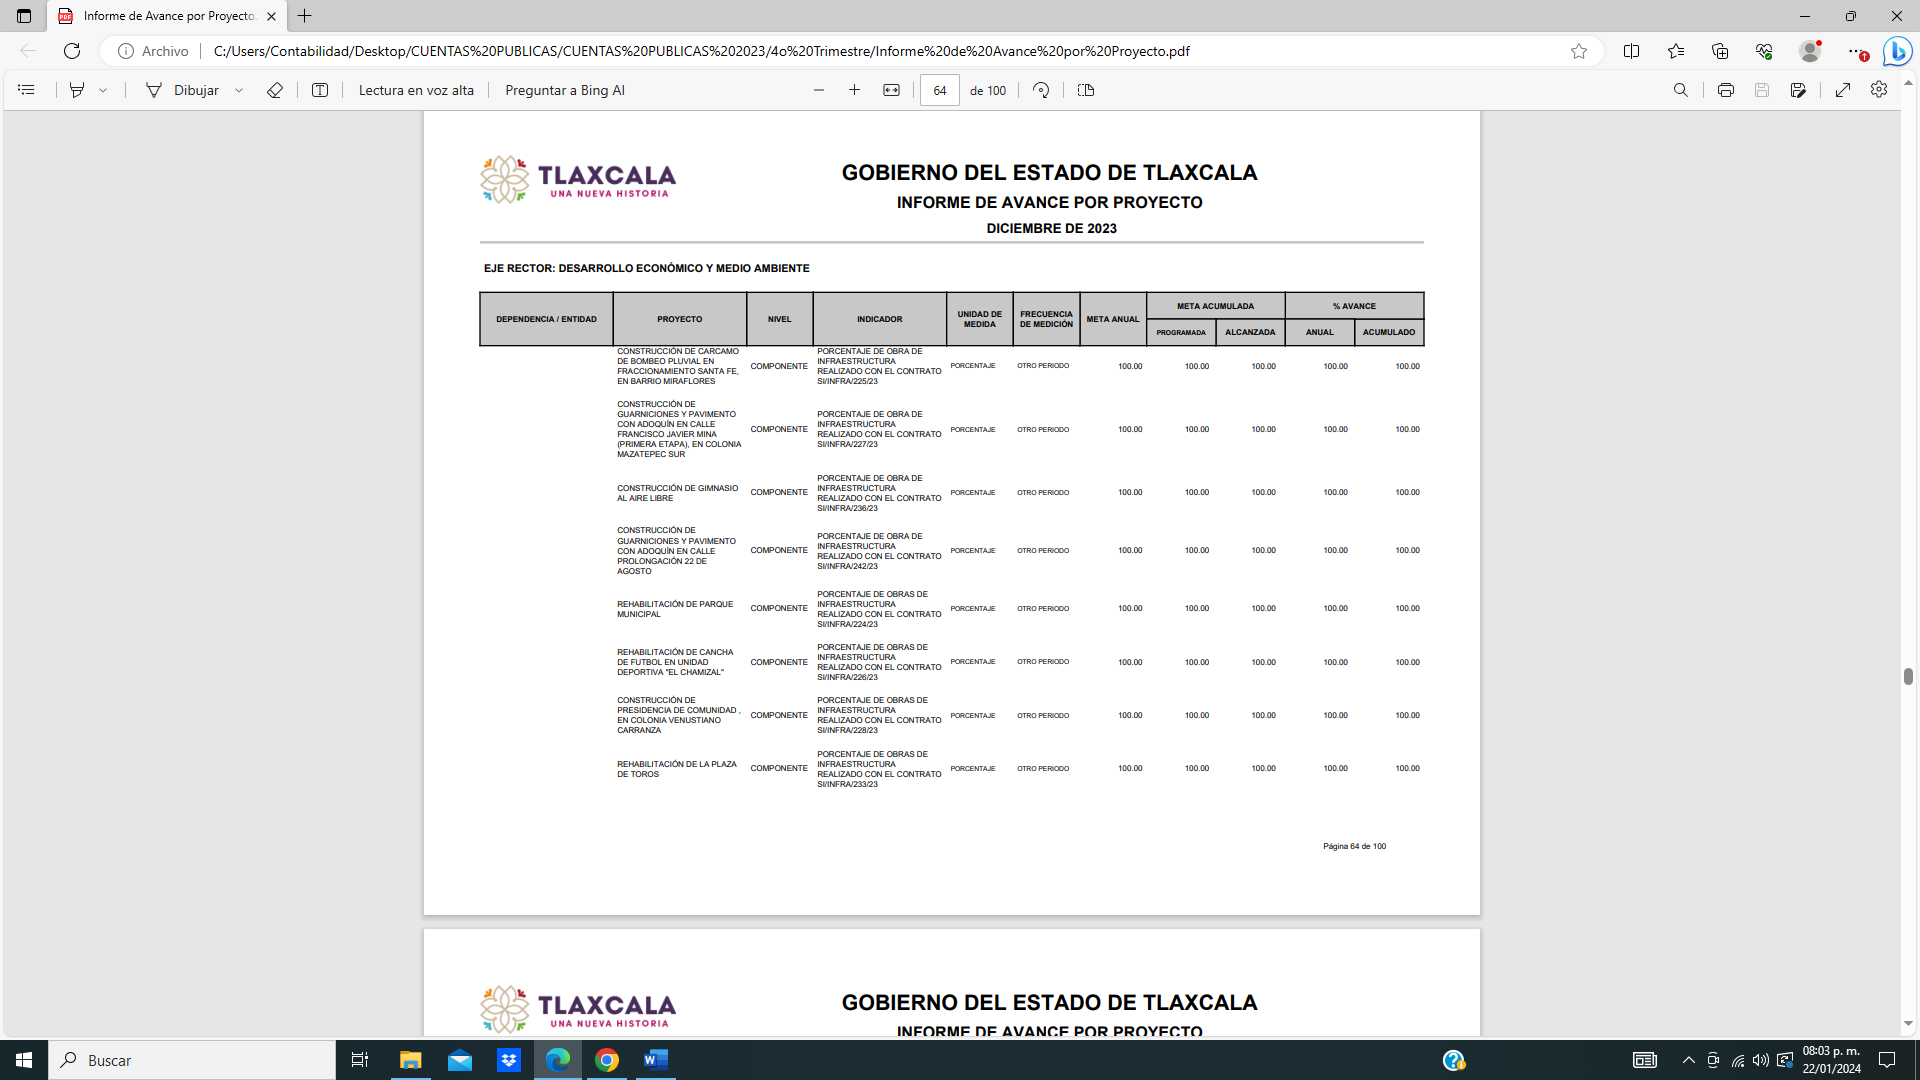 Informe de Avance por Proyecto.
Archivo
C:/Users/Contabilidad/Desktop/CUENTAS%20PUBLICAS/CUENTAS%20PUBLICAS%202023/4o%20Trimestre/Informe%20de%20Avance%20por%20Proyecto.pdf
Dibujar
Lectura en voz alta
Preguntar a Bing AI
64
de 100
TLAXCALA
UNA NUEVA HISTORIA
GOBIERNO DEL ESTADO DE TLAXCALA
INFORME DE AVANCE POR PROYECTO
DICIEMBRE DE 2023
EJE RECTOR: DESARROLLO ECONÓMICO Y MEDIO AMBIENTE
DEPENDENCIA / ENTIDAD
PROYECTO
NIVEL
INDICADOR
UNIDAD DE
MEDIDA
FRECUENCIA
DE MEDICIÓN
META ANUAL
META ACUMULADA
PROGRAMADA
ALCANZADA
% AVANCE
ANUAL
ACUMULADO
CONSTRUCCIÓN DE CARCAMO
DE BOMBEO PLUVIAL EN
FRACCIONAMIENTO SANTA FE,
EN BARRIO MIRAFLORES
COMPONENTE
PORCENTAJE DE OBRA DE
INFRAESTRUCTURA
REALIZADO CON EL CONTRATO
SI/INFRA/225/23
PORCENTAJE
OTRO PERIODO
100.00
100.00
100.00
100.00
100.00
CONSTRUCCIÓN DE
GUARNICIONES Y PAVIMENTO
CON ADOQUÍN EN CALLE
FRANCISCO JAVIER MINA
(PRIMERA ETAPA), EN COLONIA
MAZATEPEC SUR
COMPONENTE
PORCENTAJE DE OBRA DE
INFRAESTRUCTURA
REALIZADO CON EL CONTRATO
SI/INFRA/227/23
PORCENTAJE
OTRO PERIODO
100.00
100.00
100.00
100.00
100.00
CONSTRUCCIÓN DE GIMNASIO
AL AIRE LIBRE
COMPONENTE
PORCENTAJE DE OBRA DE
INFRAESTRUCTURA
REALIZADO CON EL CONTRATO
SI/INFRA/236/23
PORCENTAJE
OTRO PERIODO
100.00
100.00
100.00
100.00
100.00
CONSTRUCCIÓN DE
GUARNICIONES Y PAVIMENTO
CON ADOQUÍN EN CALLE
PROLONGACIÓN 22 DE
AGOSTO
COMPONENTE
PORCENTAJE DE OBRA DE
INFRAESTRUCTURA
REALIZADO CON EL CONTRATO
SI/INFRA/242/23
PORCENTAJE
OTRO PERIODO
100.00
100.00
100.00
100.00
100.00
REHABILITACIÓN DE PARQUE
MUNICIPAL
COMPONENTE
PORCENTAJE DE OBRAS DE
INFRAESTRUCTURA
REALIZADO CON EL CONTRATO
SI/INFRA/224/23
PORCENTAJE
OTRO PERIODO
100.00
100.00
100.00
100.00
100.00
REHABILITACIÓN DE CANCHA
DE FUTBOL EN UNIDAD
DEPORTIVA "EL CHAMIZAL"
COMPONENTE
PORCENTAJE DE OBRAS DE
INFRAESTRUCTURA
REALIZADO CON EL CONTRATO
SI/INFRA/226/23
PORCENTAJE
OTRO PERIODO
100.00
100.00
100.00
100.00
100.00
CONSTRUCCIÓN DE
PRESIDENCIA DE COMUNIDAD ,
EN COLONIA VENUSTIANO
CARRANZA
COMPONENTE
PORCENTAJE DE OBRAS DE
INFRAESTRUCTURA
REALIZADO CON EL CONTRATO
SI/INFRA/228/23
PORCENTAJE
OTRO PERIODO
100.00
100.00
100.00
100.00
100.00
REHABILITACIÓN DE LA PLAZA
DE TOROS
COMPONENTE
PORCENTAJE DE OBRAS DE
INFRAESTRUCTURA
REALIZADO CON EL CONTRATO
SI/INFRA/233/23
PORCENTAJE
OTRO PERIODO
100.00
100.00
100.00
100.00
100.00
Página 64 de 100
TLAXCALA
UNA NUEVA HISTORIA
GOBIERNO DEL ESTADO DE TLAXCALA
INFORME DE AVANCE POR PROYECTO
Buscar
08:03 p. m.
22/01/2024